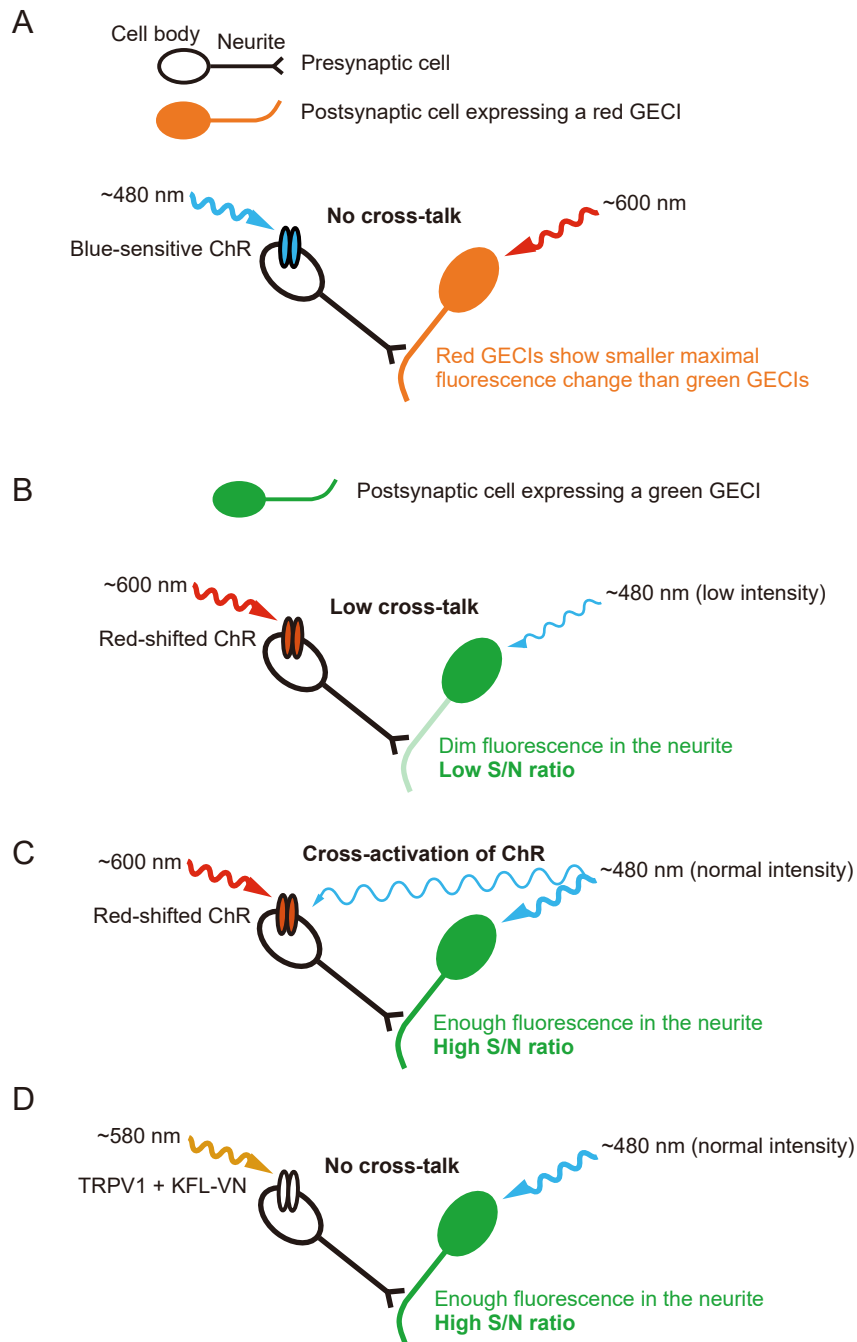 A
Cell body
Neurite
Presynaptic cell
Postsynaptic cell expressing a red GECI
~480 nm
No cross-talk
~600 nm
Blue-sensitive ChR
Red GECIs show smaller maximal
fluorescence change than green GECIs
B
Postsynaptic cell expressing a green GECI
~600 nm
Low cross-talk
~480 nm (low intensity)
Red-shifted ChR
Dim fluorescence in the neurite
Low S/N ratio
C
Cross-activation of ChR
~600 nm
~480 nm (normal intensity)
Red-shifted ChR
Enough fluorescence in the neurite
High S/N ratio
D
~580 nm
No cross-talk
~480 nm (normal intensity)
TRPV1 + KFL-VN
Enough fluorescence in the neurite
High S/N ratio